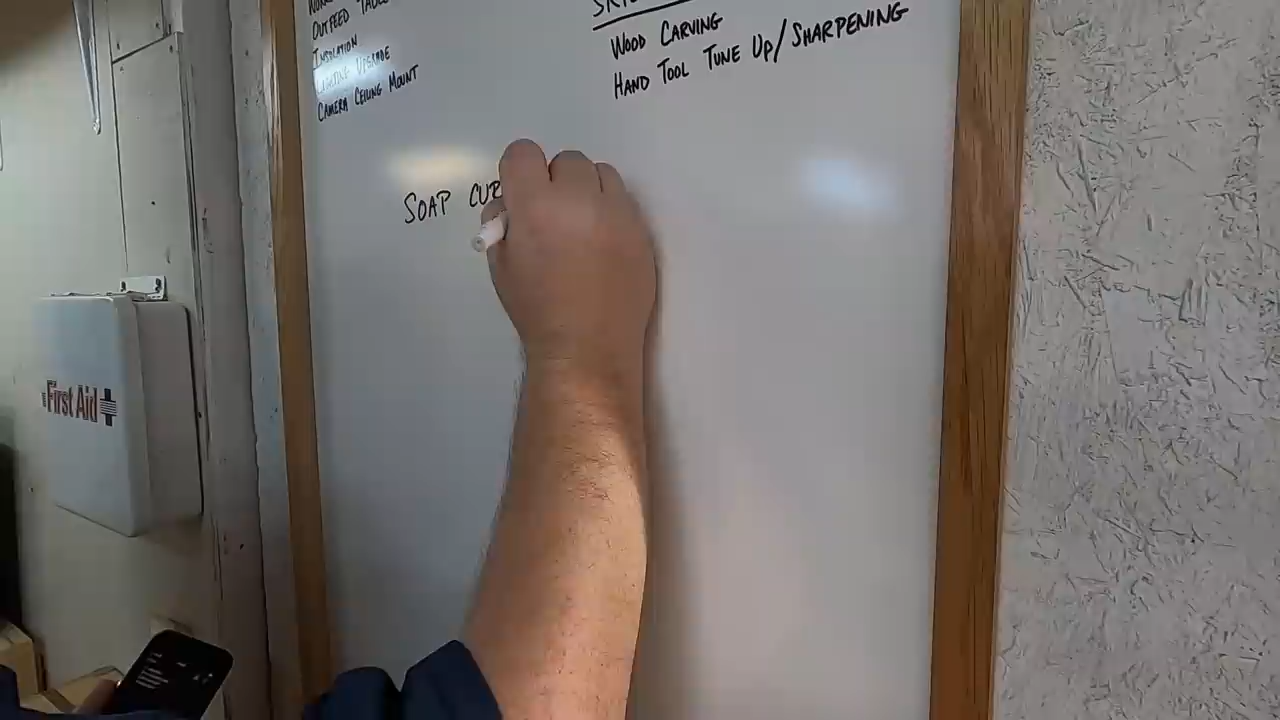 OUTFEED TABLE
INSULATION
LIGHTING UPGRADE
CAMERA CEILING MOUNT
WOOD CARVING
HAND TOOL TUNE UP/SHARPENING
SOAP CUR
First Aid